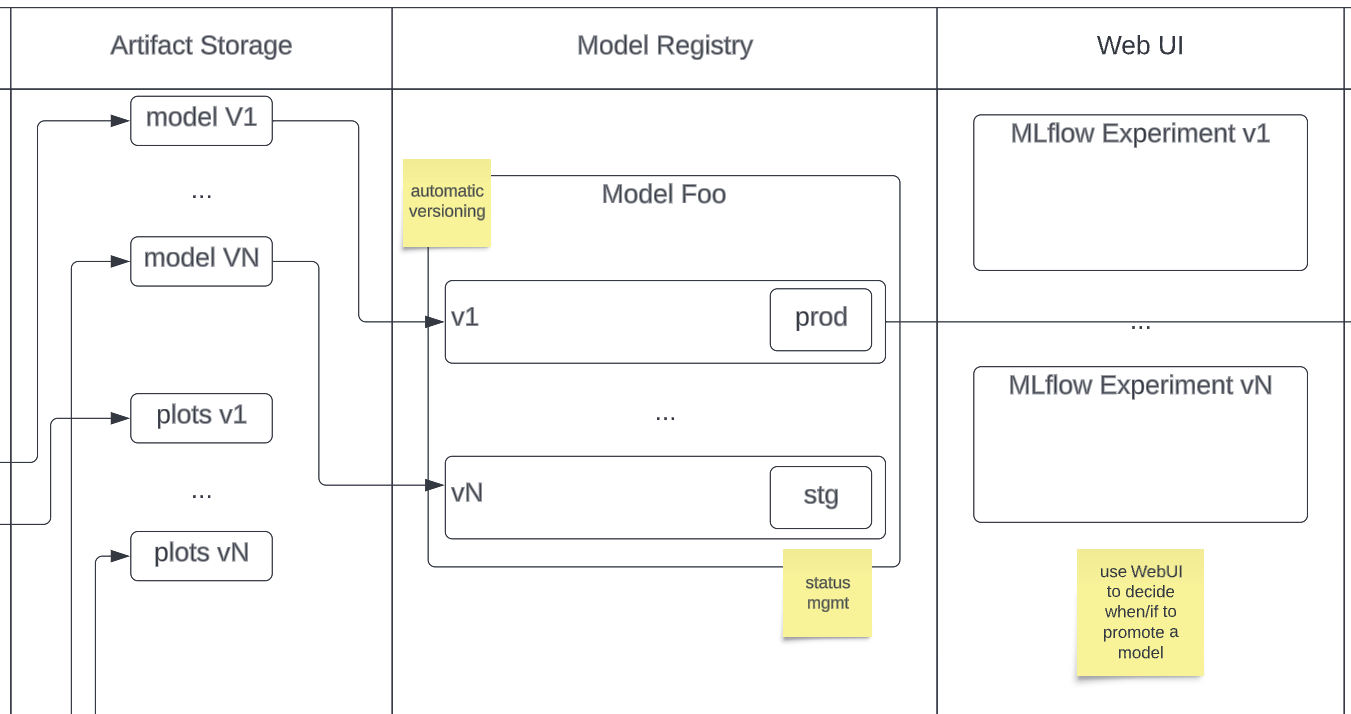 Artifact Storage
Model Registry
Web UI
model V1
...
model VN
plots v1
...
plots vN
automatic
versioning
Model Foo
v1
prod
...
vN
stg
status
mgmt
MLflow Experiment v1
...
MLflow Experiment vN
use WebUI
to decide
when/if to
promote a
model